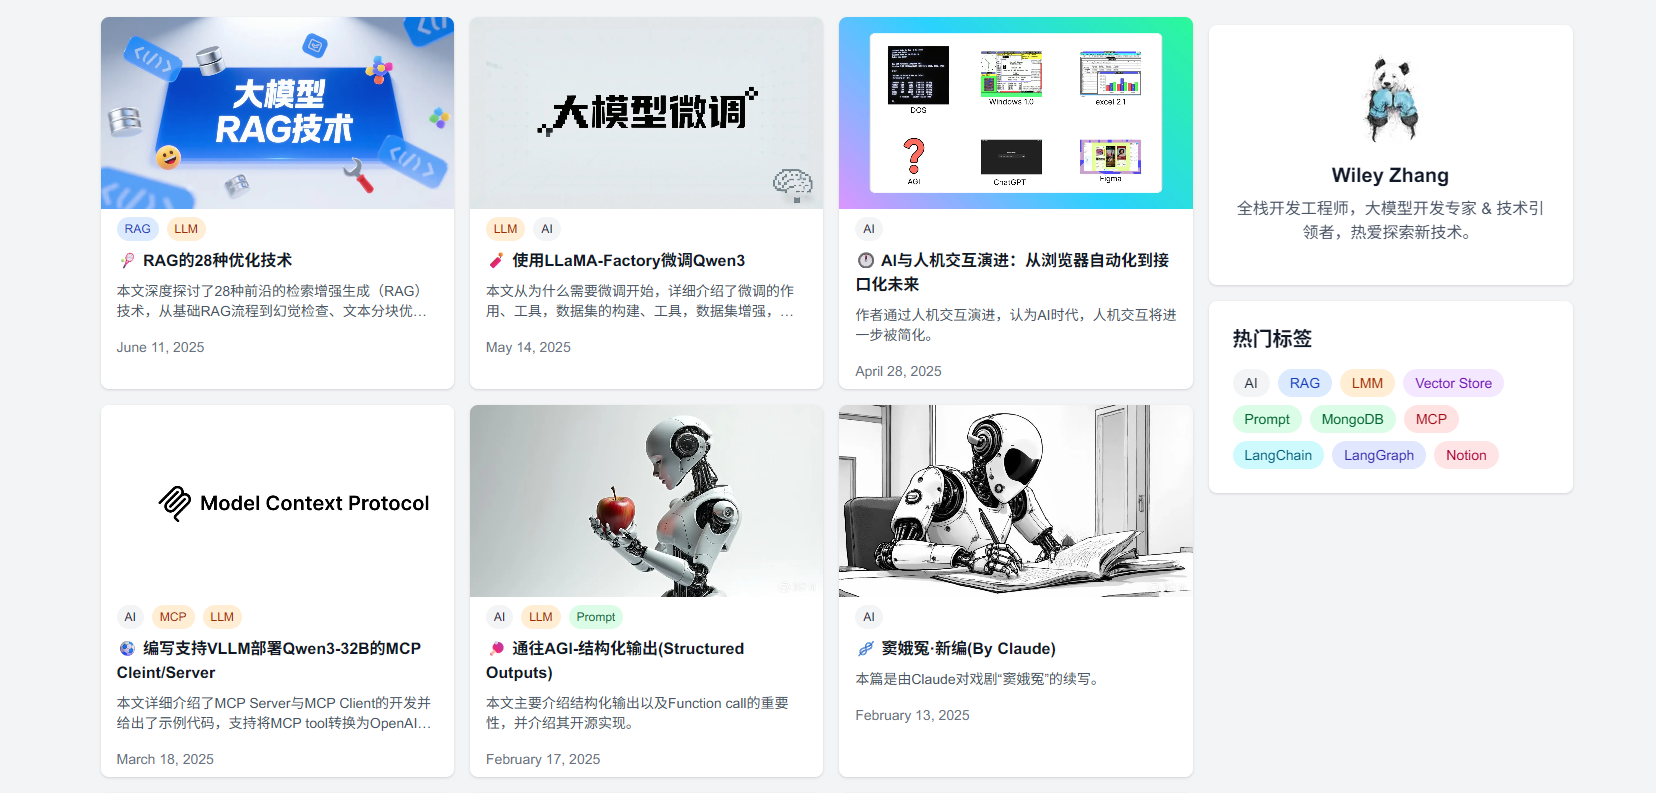 大模型
RAG技术
RAG LLM
RAG的28种优化技术
本文深度探讨了28种前沿的检索增强生成（RAG）
技术，从基础RAG流程到幻觉检查、文本分块优…
June 11, 2025
大模型微调
LLM AI
使用LLaMA-Factory微调Qwen3
本文从为什么需要微调开始，详细介绍了微调的作
用、工具，数据集的构建、工具，数据集增强，…
May 14, 2025
DOS Windows 1.0 excel 2.1
AGI ChatGPT Figma
AI
AI与人机交互演进：从浏览器自动化到接
口化未来
作者通过人机交互演进，认为AI时代，人机交互将进
一步被简化。
April 28, 2025
Model Context Protocol
AI MCP LLM
编写支持VLLM部署Qwen3-32B的MCP
Cleint/Server
本文详细介绍了MCP Server与MCP Client的开发并
给出了示例代码，支持将MCP tool转换为OpenAI…
March 18, 2025
AI LLM Prompt
通往AGI-结构化输出(Structured
Outputs)
本文主要介绍结构化输出以及Function call的重要
性，并介绍其开源实现。
February 17, 2025
AI
窦娥冤·新编(By Claude)
本篇是由Claude对戏剧“窦娥冤”的续写。
February 13, 2025
Wiley Zhang
全栈开发工程师，大模型开发专家 & 技术引
领者，热爱探索新技术。
热门标签
AI RAG LMM Vector Store
Prompt MongoDB MCP
LangChain LangGraph Notion